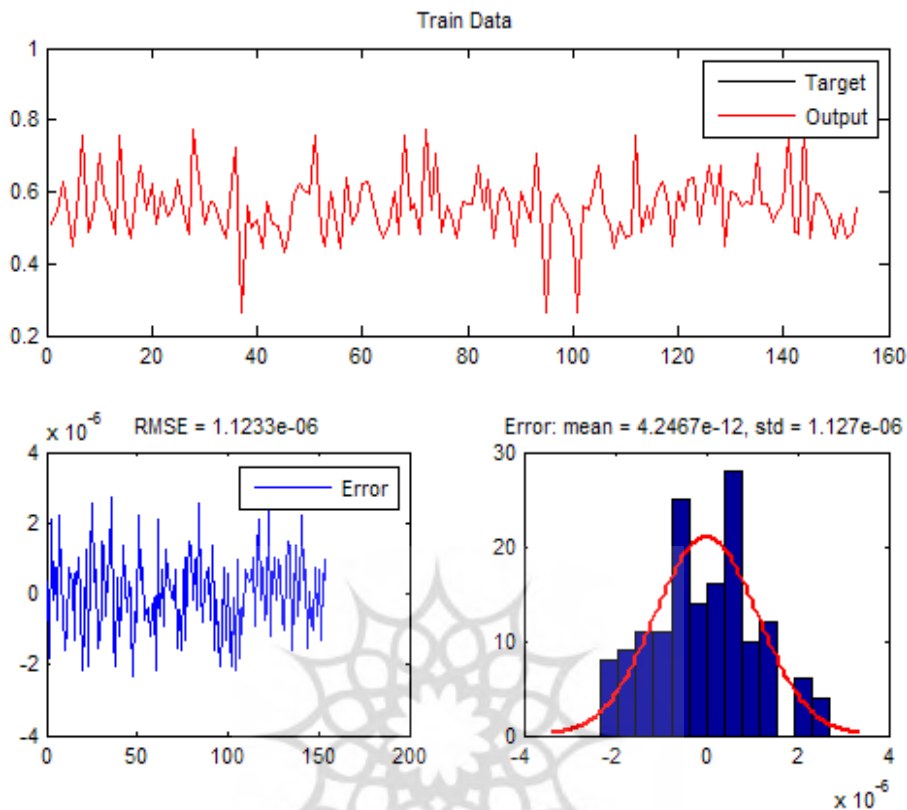 Train Data
1
0.8
0.6
0.4
0.2
Target
Output
0 20 40 60 80 100 120 140 160
x 10^-6
RMSE = 1.1233e-06
4
2
0
-2
-4
Error
0 50 100 150 200
Error: mean = 4.2467e-12, std = 1.127e-06
30
20
10
0
-4 -2 0 2 4
x 10^-6